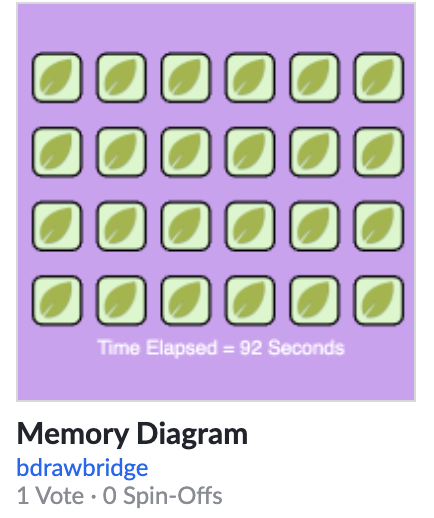 Time Elapsed = 92 Seconds
Memory Diagram
bdrawbridge
1 Vote · 0 Spin-Offs